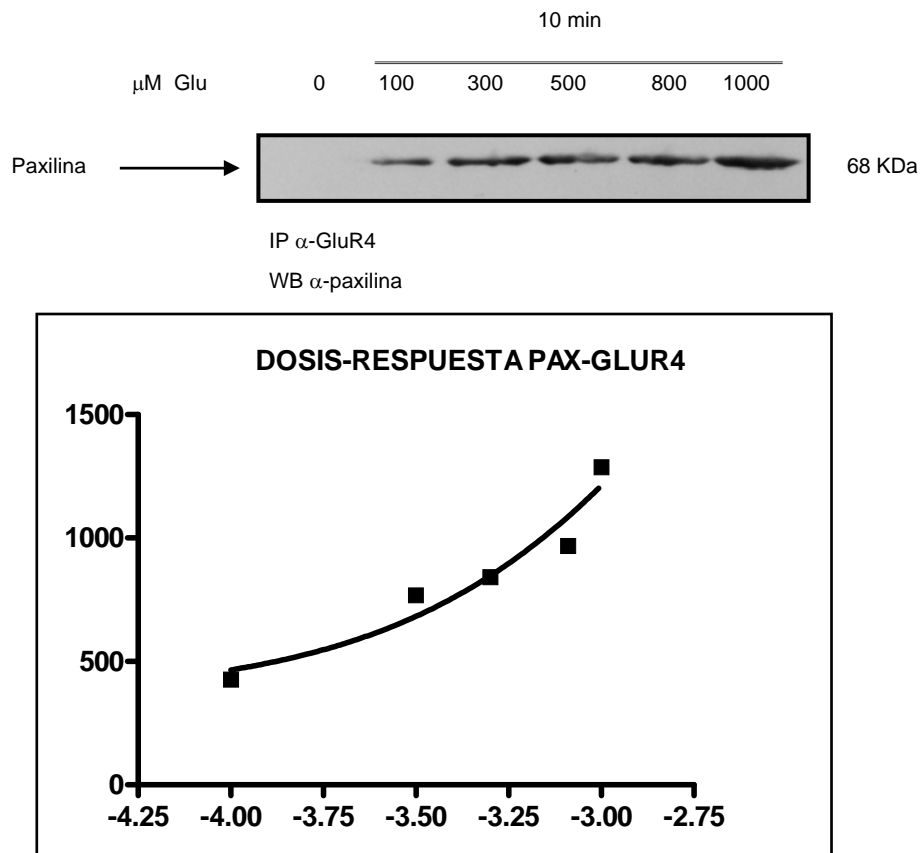 10 min
μM Glu 0 100 300 500 800 1000
Paxilina 68 KDa
IP α-GluR4
WB α-paxilina
DOSIS-RESPUESTA PAX-GLUR4
1500
1000
500
0
-4.25 -4.00 -3.75 -3.50 -3.25 -3.00 -2.75